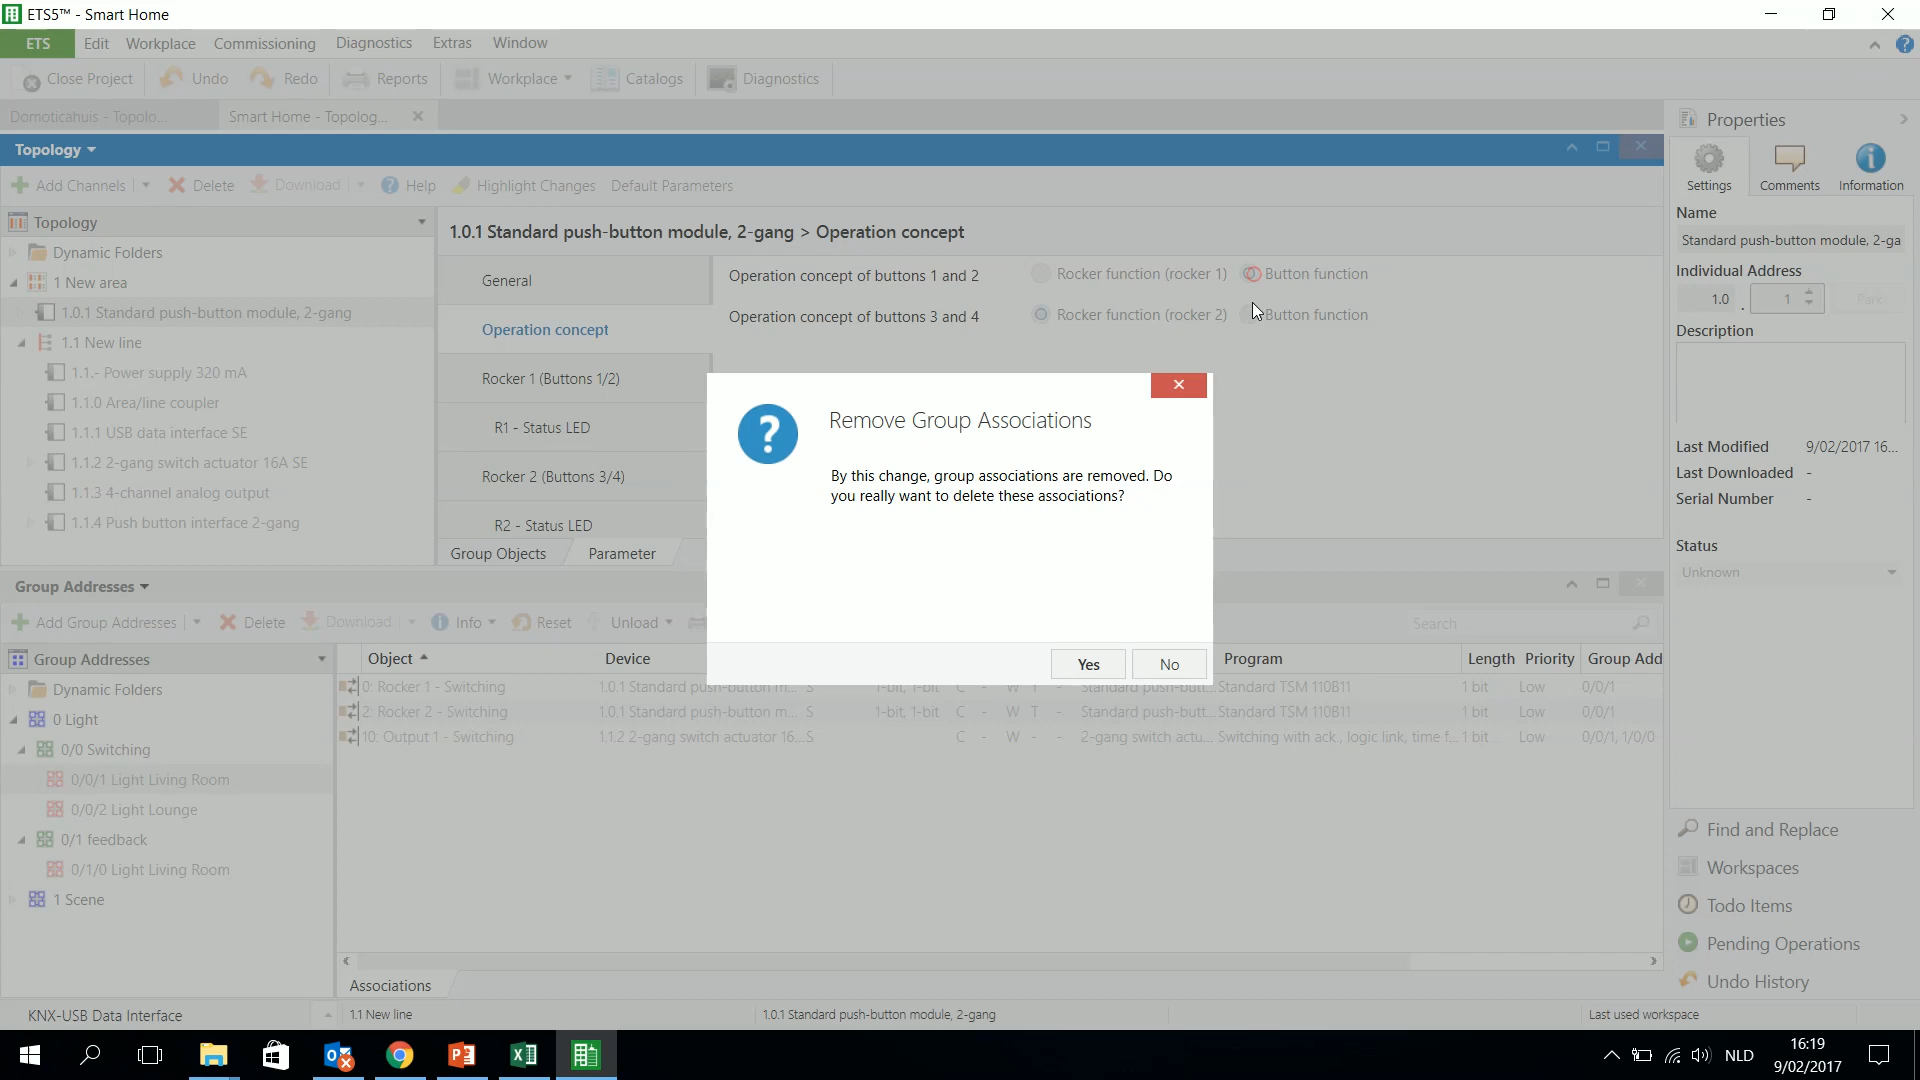 ETS5™ - Smart Home
ETS Edit Workplace Commissioning Diagnostics Extras Window
Close Project Undo Redo Reports Workplace Catalogs Diagnostics
Domoticahuis - Topolo... Smart Home - Topolog...
Topology
Add Channels Delete Download Help Highlight Changes Default Parameters
Topology
Dynamic Folders
1 New area
1.0.1 Standard push-button module, 2-gang
1.1 New line
1.1.- Power supply 320 mA
1.1.0 Area/line coupler
1.1.1 USB data interface SE
1.1.2 2-gang switch actuator 16A SE
1.1.3 4-channel analog output
1.1.4 Push button interface 2-gang
1.0.1 Standard push-button module, 2-gang > Operation concept
General
Operation concept
Rocker 1 (Buttons 1/2)
R1 - Status LED
Rocker 2 (Buttons 3/4)
R2 - Status LED
Group Objects Parameter
Operation concept of buttons 1 and 2 Rocker function (rocker 1) Button function
Operation concept of buttons 3 and 4 Rocker function (rocker 2) Button function
Remove Group Associations
By this change, group associations are removed. Do
you really want to delete these associations?
Yes No
Properties
Settings Comments Information
Name
Standard push-button module, 2-ga
Individual Address
1.0 . 1 Park
Description
Last Modified 9/02/2017 16...
Last Downloaded -
Serial Number -
Status
Unknown
Find and Replace
Workspaces
Todo Items
Pending Operations
Undo History
Group Addresses
Add Group Addresses Delete Download Info Reset Unload Search
Group Addresses
Dynamic Folders
0 Light
0/0 Switching
0/0/1 Light Living Room
0/0/2 Light Lounge
0/1 feedback
0/1/0 Light Living Room
1 Scene
Object Device Program Length Priority Group Add
0: Rocker 1 - Switching 1.0.1 Standard push-button m... S 1-bit, 1-bit C - W T - Standard push-butt... Standard TSM 110B11 1 bit Low 0/0/1
2: Rocker 2 - Switching 1.0.1 Standard push-button m... S 1-bit, 1-bit C - W T - Standard push-butt... Standard TSM 110B11 1 bit Low 0/0/1
10: Output 1 - Switching 1.1.2 2-gang switch actuator 16... S C - W - - 2-gang switch actu... Switching with ack., logic link, time f... 1 bit Low 0/0/1, 1/0/0
Associations
KNX-USB Data Interface 1.1 New line 1.0.1 Standard push-button module, 2-gang Last used workspace
NLD
16:19
9/02/2017